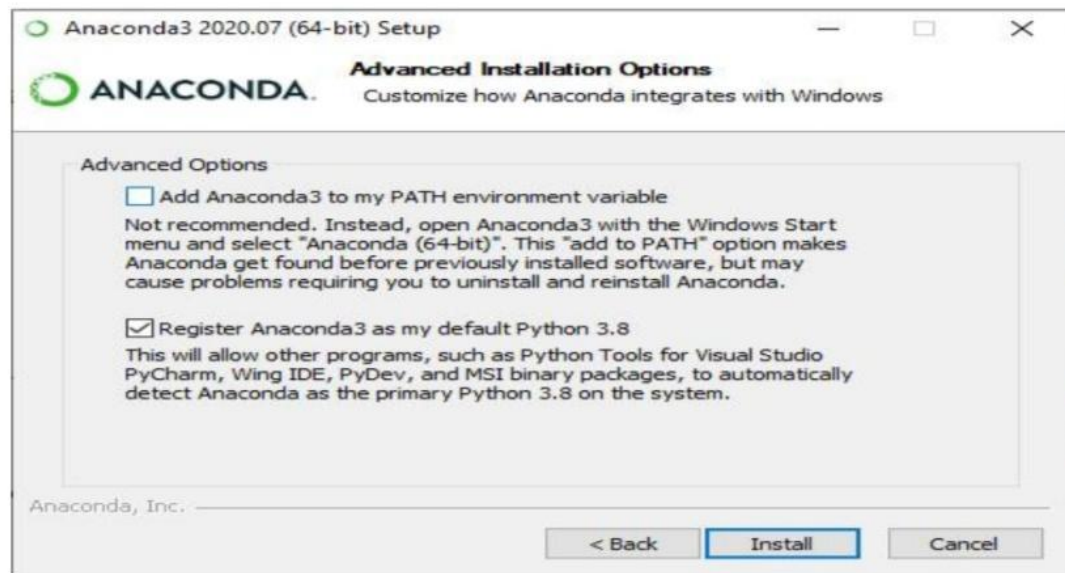 Anaconda3 2020.07 (64-bit) Setup
ANACONDA.
Advanced Installation Options
Customize how Anaconda integrates with Windows
Advanced Options
Add Anaconda3 to my PATH environment variable
Not recommended. Instead, open Anaconda3 with the Windows Start
menu and select "Anaconda (64-bit)". This "add to PATH" option makes
Anaconda get found before previously installed software, but may
cause problems requiring you to uninstall and reinstall Anaconda.
Register Anaconda3 as my default Python 3.8
This will allow other programs, such as Python Tools for Visual Studio
PyCharm, Wing IDE, PyDev, and MSI binary packages, to automatically
detect Anaconda as the primary Python 3.8 on the system.
Anaconda, Inc.
< Back Install Cancel